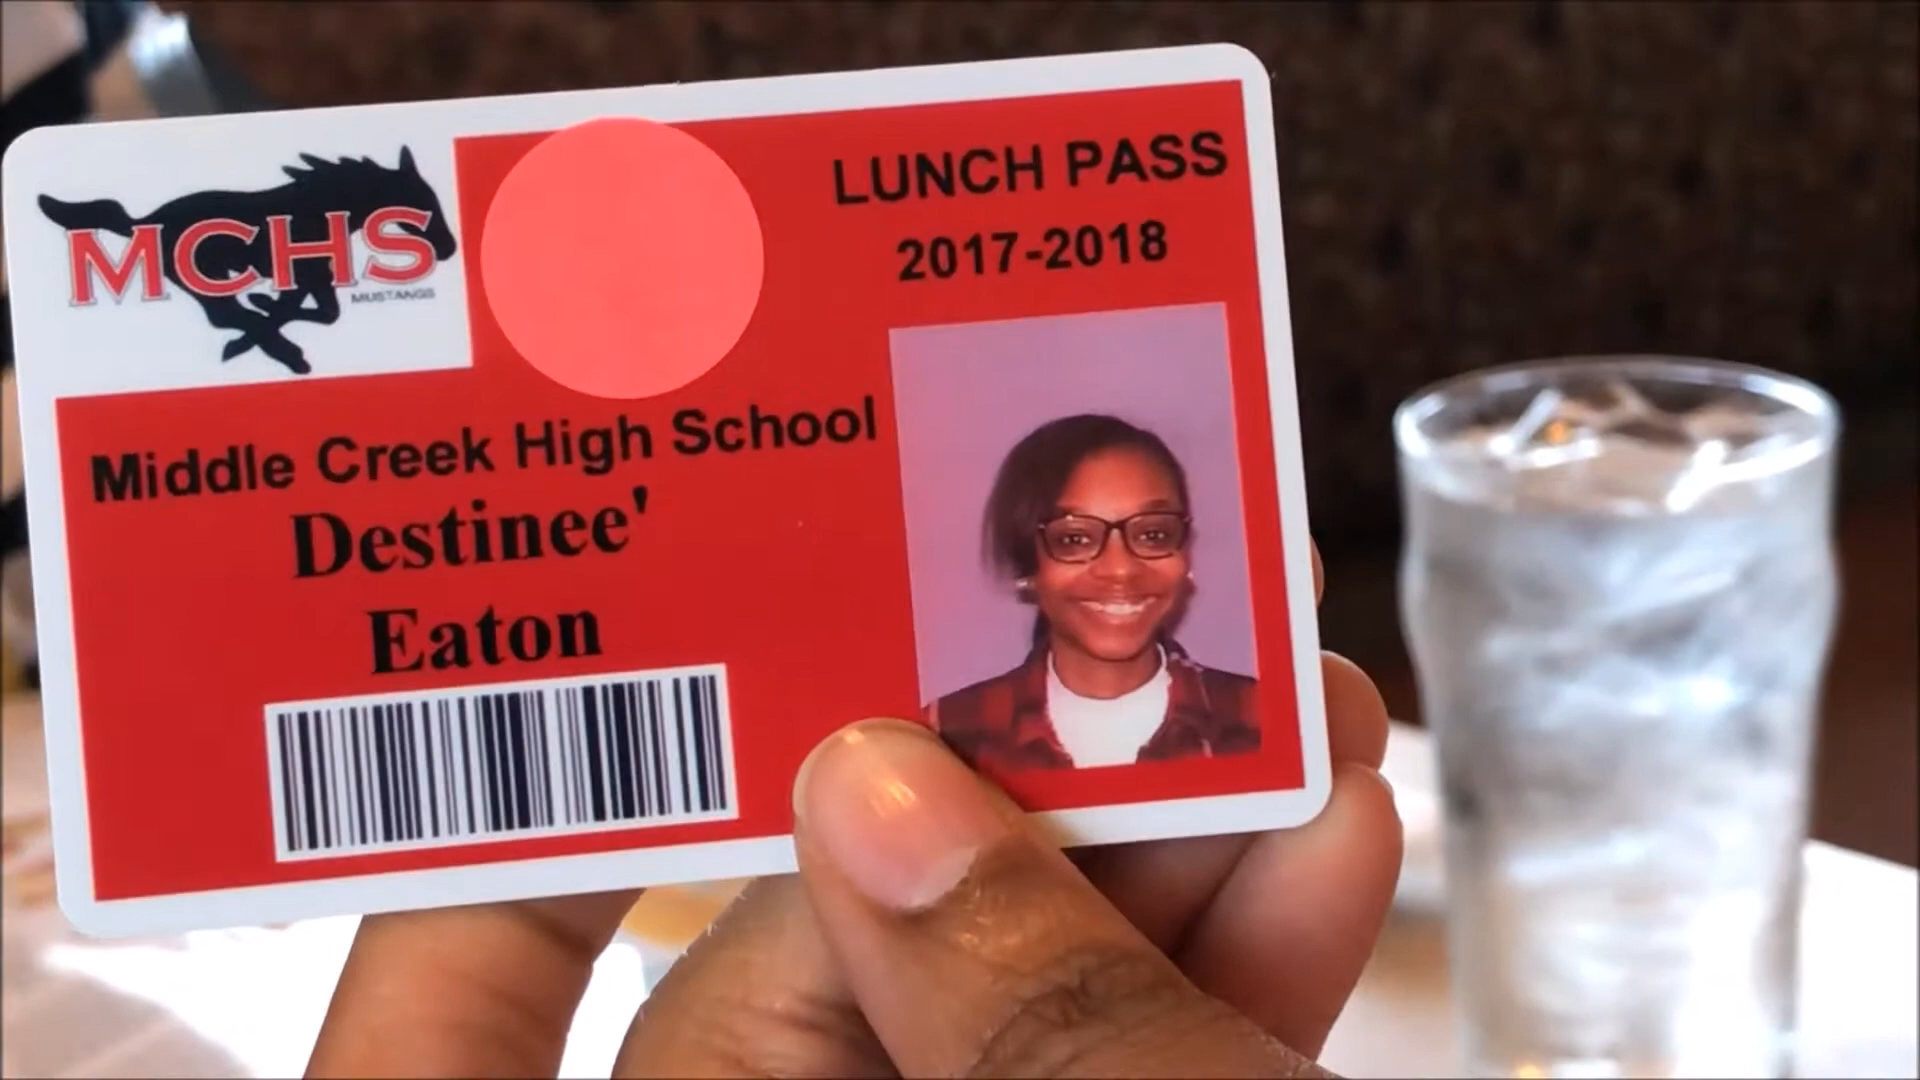 MCHS
MUSTANGS
LUNCH PASS
2017-2018
Middle Creek High School
Destinee'
Eaton